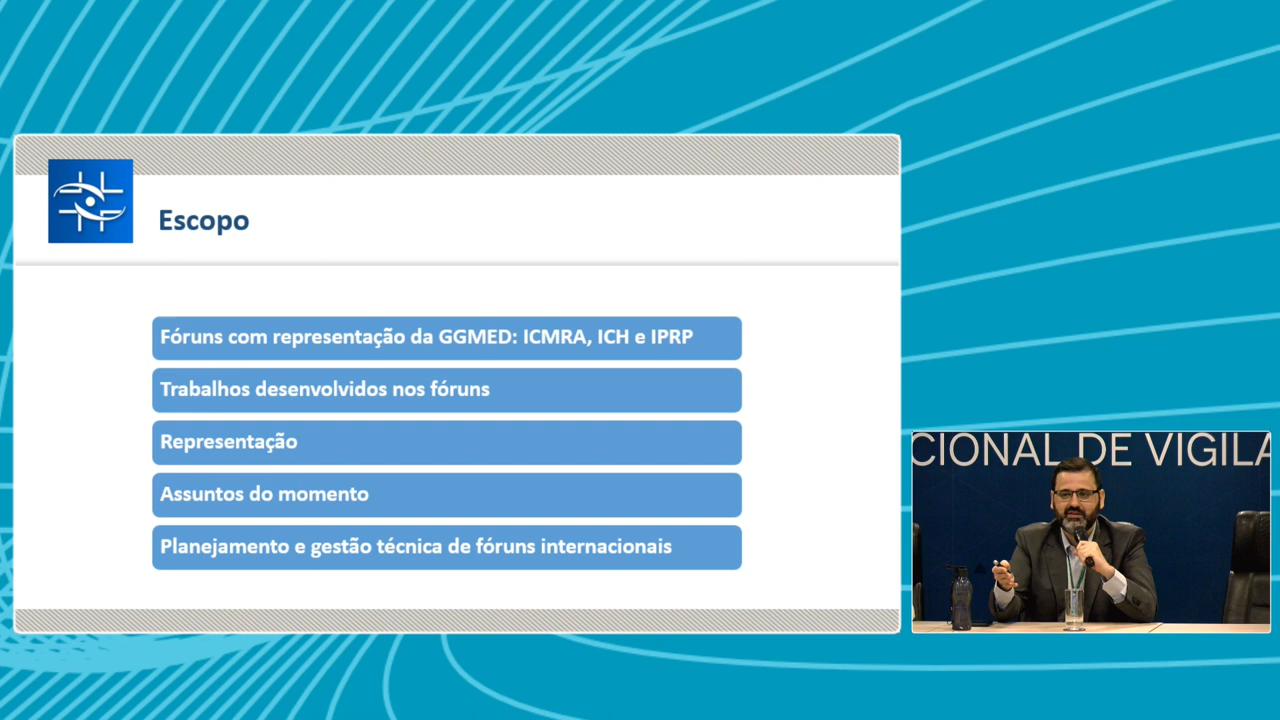 Escopo
Fóruns com representação da GGMED: ICMRA, ICH e IPRP
Trabalhos desenvolvidos nos fóruns
Representação
Assuntos do momento
Planejamento e gestão técnica de fóruns internacionais
CIONAL DE VIGILA